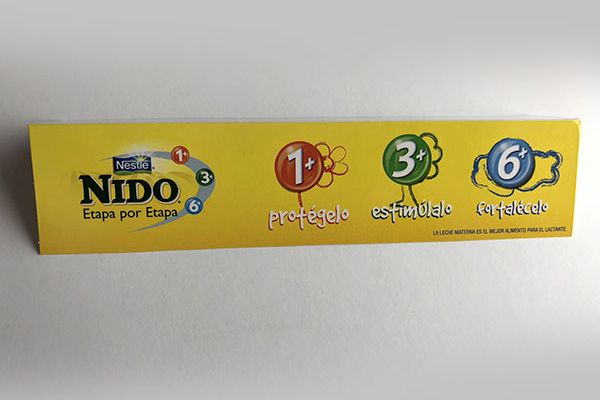 Nestlé
NIDO®
Etapa por Etapa
1+
3+
6+
1+
protégelo
3+
estimúlalo
6+
fortalécelo
LA LECHE MATERNA ES EL MEJOR ALIMENTO PARA EL LACTANTE.